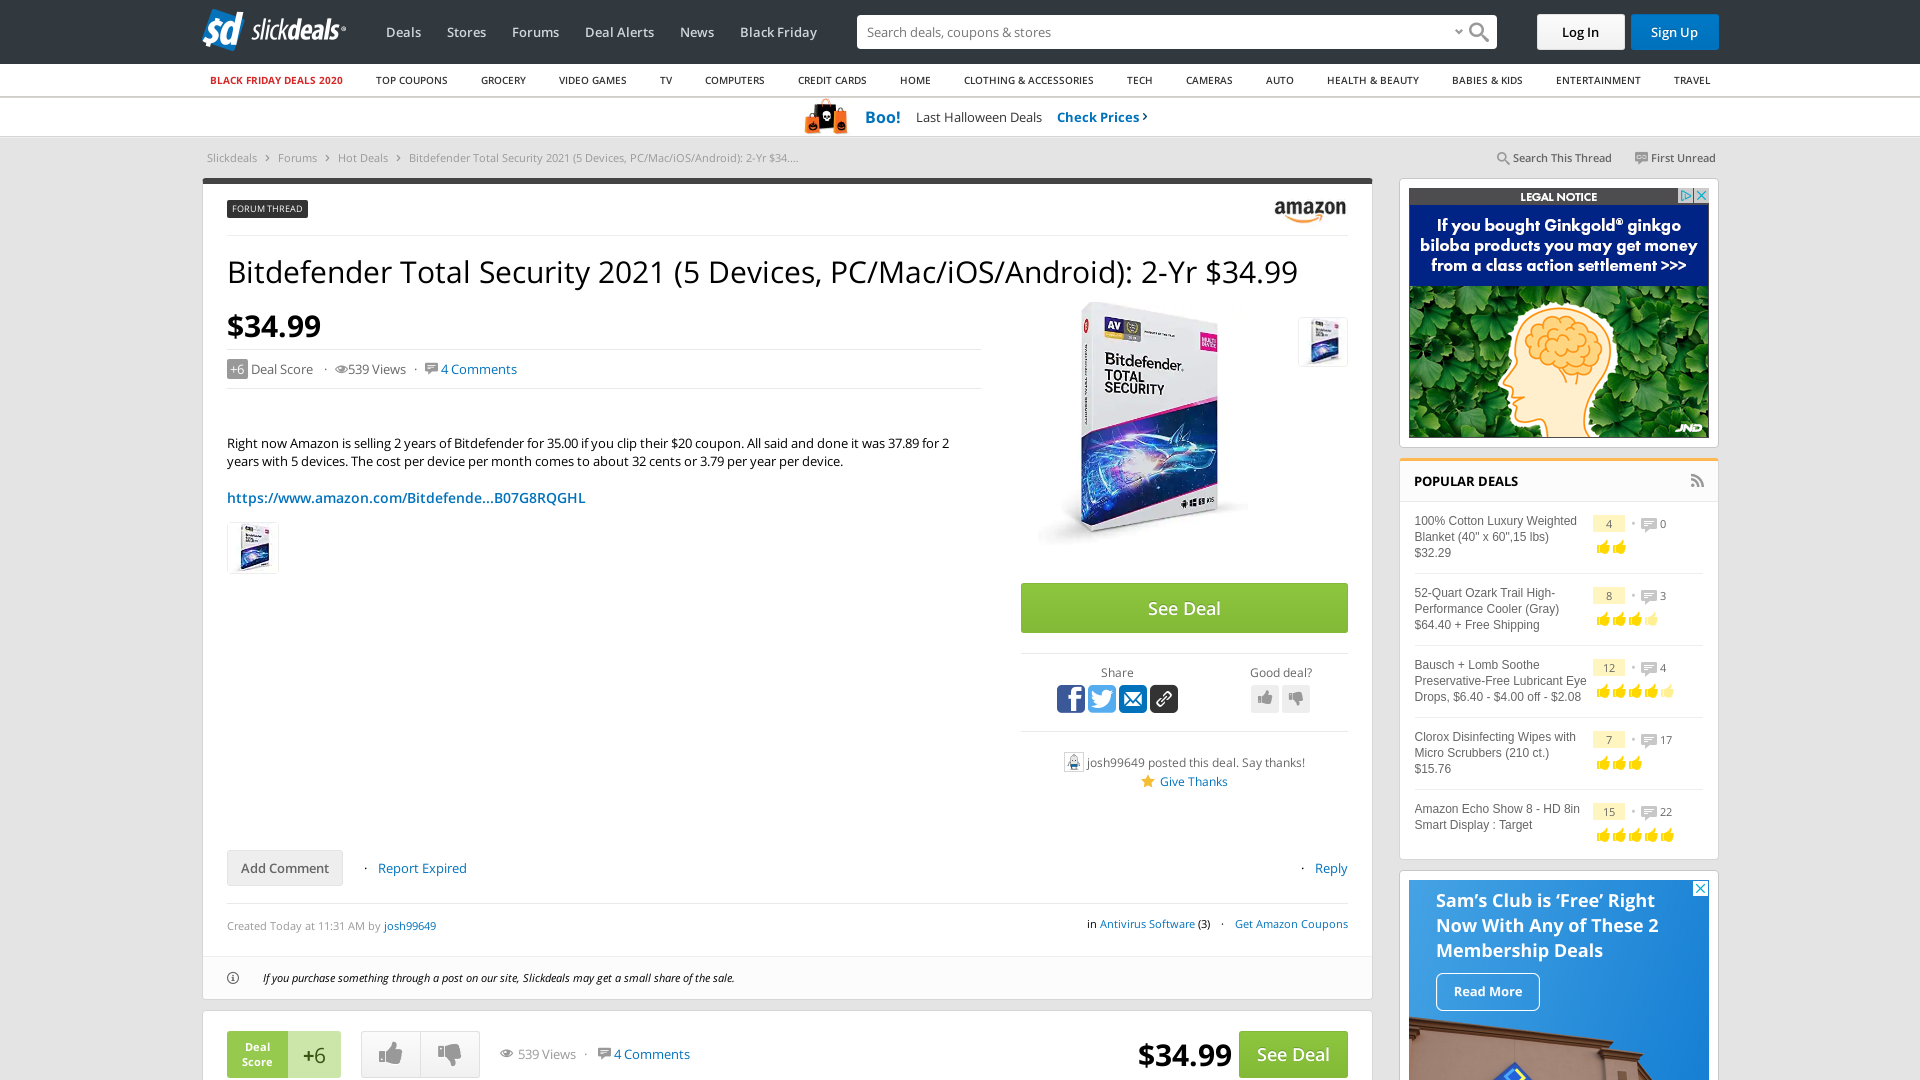 slickdeals
Deals Stores Forums Deal Alerts News Black Friday
Search deals, coupons & stores
Log In Sign Up
BLACK FRIDAY DEALS 2020 TOP COUPONS GROCERY VIDEO GAMES TV COMPUTERS CREDIT CARDS HOME CLOTHING & ACCESSORIES TECH CAMERAS AUTO HEALTH & BEAUTY BABIES & KIDS ENTERTAINMENT TRAVEL
Boo! Last Halloween Deals Check Prices
Slickdeals Forums Hot Deals Bitdefender Total Security 2021 (5 Devices, PC/Mac/iOS/Android): 2-Yr $34....
Search This Thread First Unread
FORUM THREAD
amazon
Bitdefender Total Security 2021 (5 Devices, PC/Mac/iOS/Android): 2-Yr $34.99
$34.99
+6 Deal Score · 539 Views · 4 Comments
Right now Amazon is selling 2 years of Bitdefender for 35.00 if you clip their $20 coupon. All said and done it was 37.89 for 2
years with 5 devices. The cost per device per month comes to about 32 cents or 3.79 per year per device.
https://www.amazon.com/Bitdefende...B07G8RQGHL
AV
Bitdefender
TOTAL
SECURITY
See Deal
Share
Good deal?
josh99649 posted this deal. Say thanks!
Give Thanks
Add Comment · Report Expired
· Reply
Created Today at 11:31 AM by josh99649
in Antivirus Software (3) · Get Amazon Coupons
If you purchase something through a post on our site, Slickdeals may get a small share of the sale.
Deal
Score
+6
539 Views · 4 Comments
$34.99 See Deal
LEGAL NOTICE
If you bought Ginkgold® ginkgo
biloba products you may get money
from a class action settlement >>>
JND
POPULAR DEALS
100% Cotton Luxury Weighted
Blanket (40" x 60",15 lbs)
$32.29
4 • 0
52-Quart Ozark Trail High-
Performance Cooler (Gray)
$64.40 + Free Shipping
8 • 3
Bausch + Lomb Soothe
Preservative-Free Lubricant Eye
Drops, $6.40 - $4.00 off - $2.08
12 • 4
Clorox Disinfecting Wipes with
Micro Scrubbers (210 ct.)
$15.76
7 • 17
Amazon Echo Show 8 - HD 8in
Smart Display : Target
15 • 22
Sam's Club is 'Free' Right
Now With Any of These 2
Membership Deals
Read More